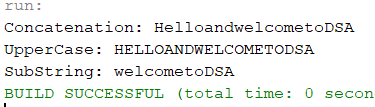 run:
Concatenation: HelloandwelcometoDSA
UpperCase: HELLOANDWELCOMETODSA
SubString: welcometoDSA
BUILD SUCCESSFUL (total time: 0 secon